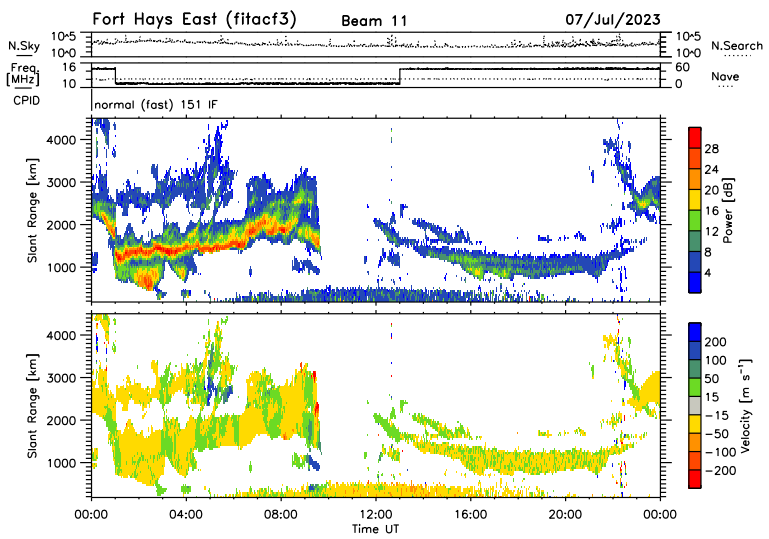 Fort Hays East (fitacf3) Beam 11 07/Jul/2023
N.Sky 10^5 10^0 10^5 10^0 N.Search
Freq. [MHz] 16 10 60 0 Nave
CPID normal (fast) 151 IF
Slant Range [km] 4000 3000 2000 1000
Power [dB] 28 24 20 16 12 8 4
Slant Range [km] 4000 3000 2000 1000
Velocity [m s⁻¹] 200 100 50 15 −15 −50 −100 −200
00:00 04:00 08:00 12:00 16:00 20:00 00:00
Time UT